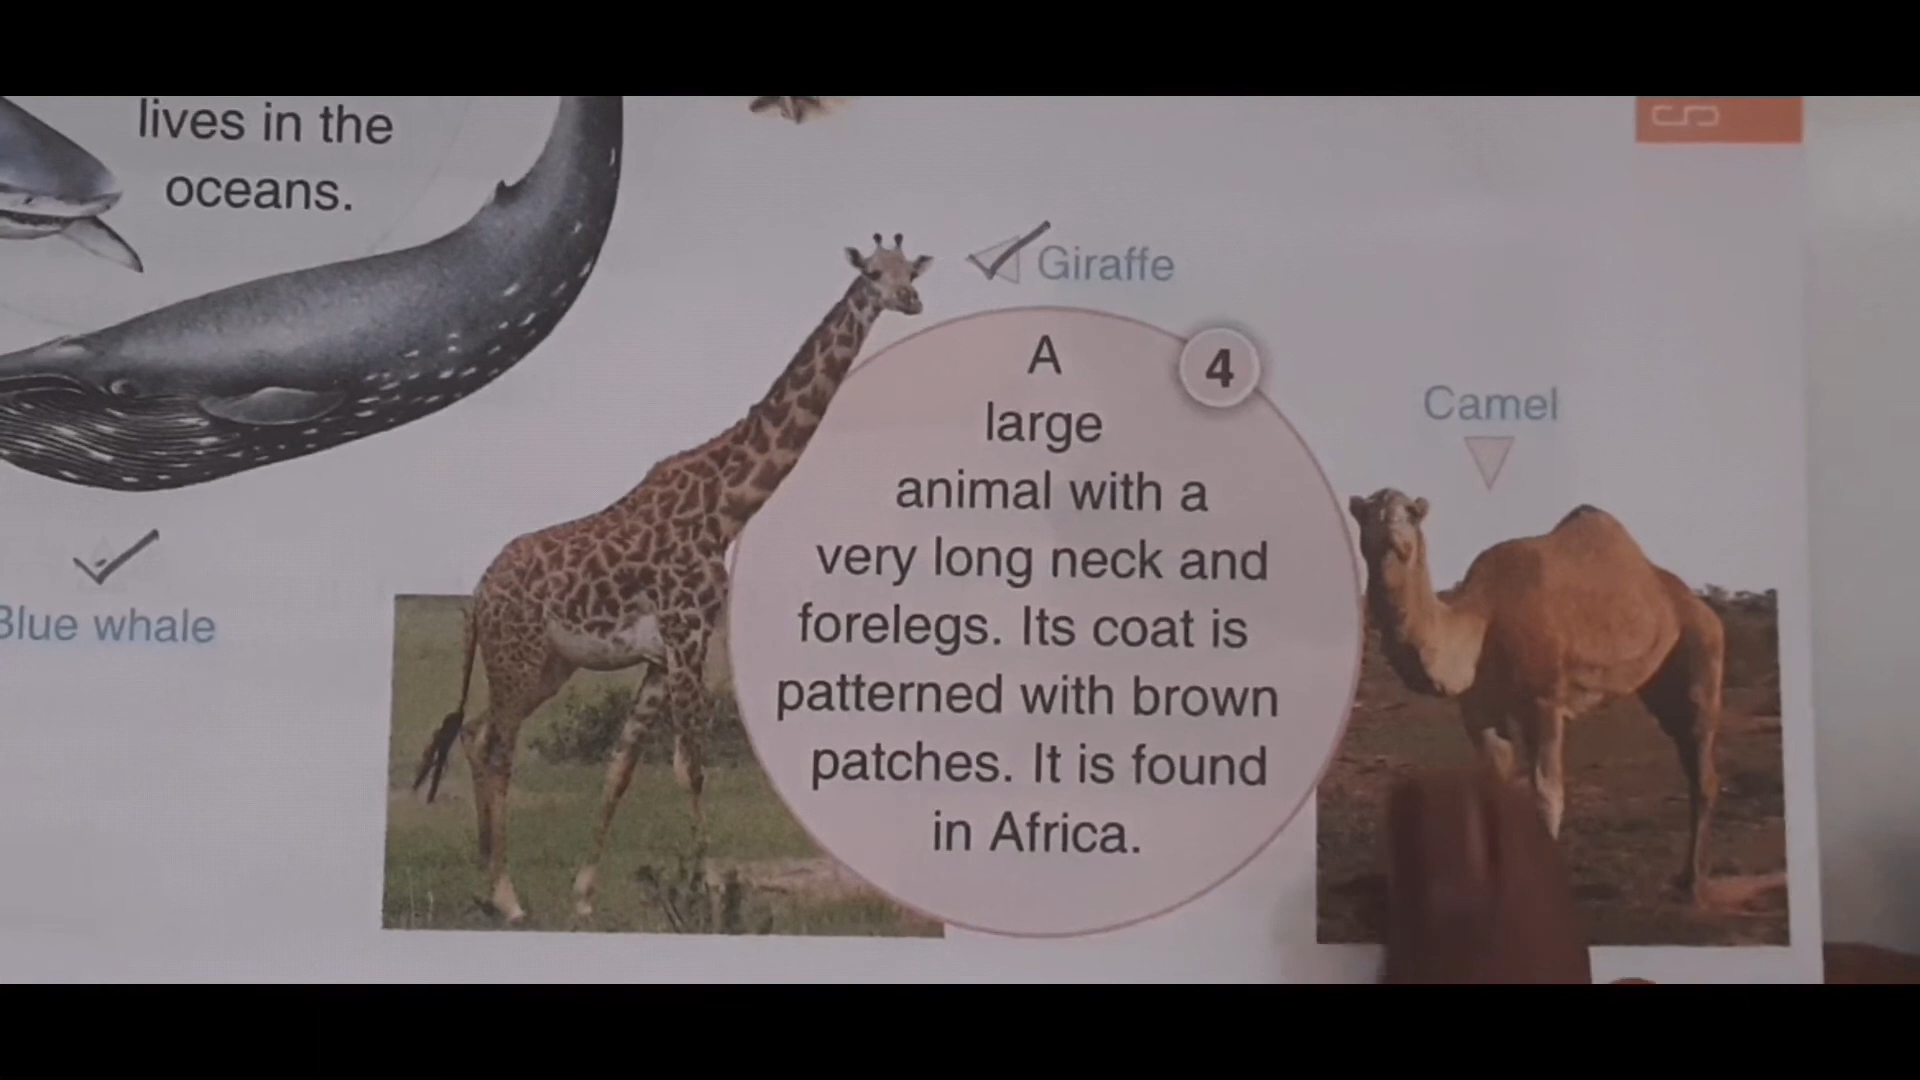 lives in the
oceans.
Giraffe
4
A
large
animal with a
very long neck and
forelegs. Its coat is
patterned with brown
patches. It is found
in Africa.
Camel
Blue whale